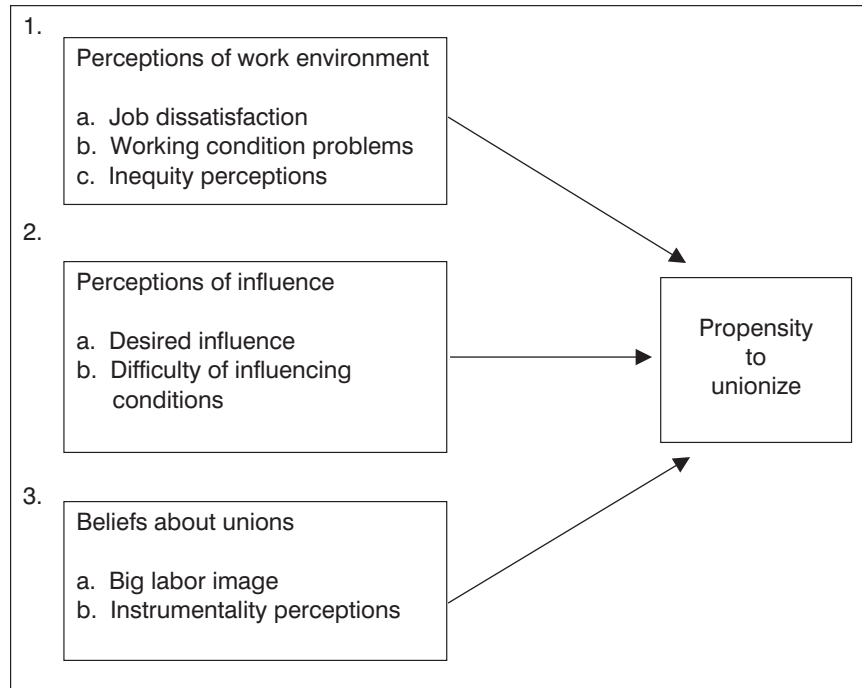 1.
Perceptions of work environment
a. Job dissatisfaction
b. Working condition problems
c. Inequity perceptions
2.
Perceptions of influence
a. Desired influence
b. Difficulty of influencing
conditions
3.
Beliefs about unions
a. Big labor image
b. Instrumentality perceptions
Propensity
to
unionize